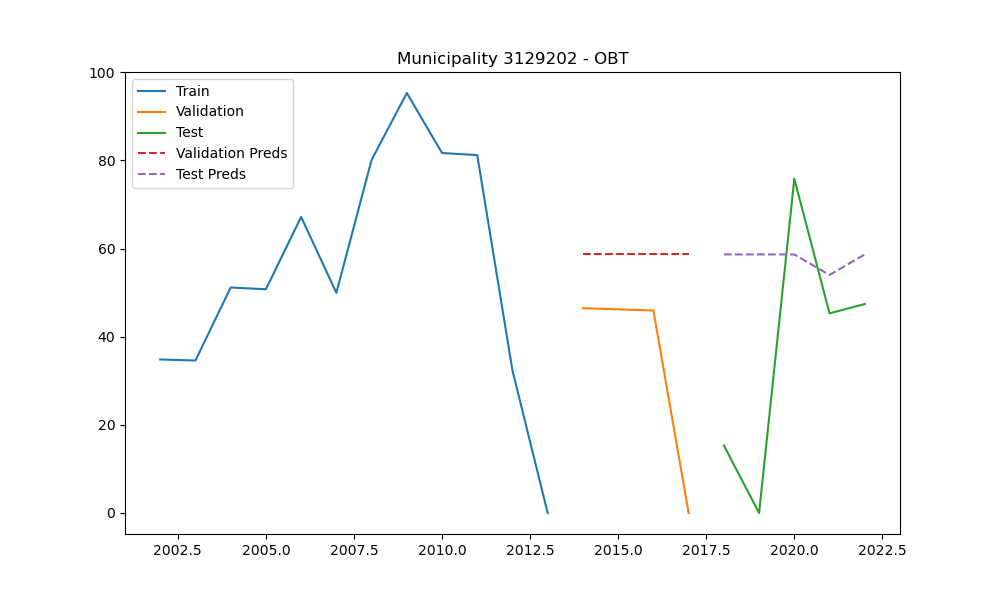 Municipality 3129202 - OBT
Train
Validation
Test
Validation Preds
Test Preds
100
80
60
40
20
0
2002.5 2005.0 2007.5 2010.0 2012.5 2015.0 2017.5 2020.0 2022.5